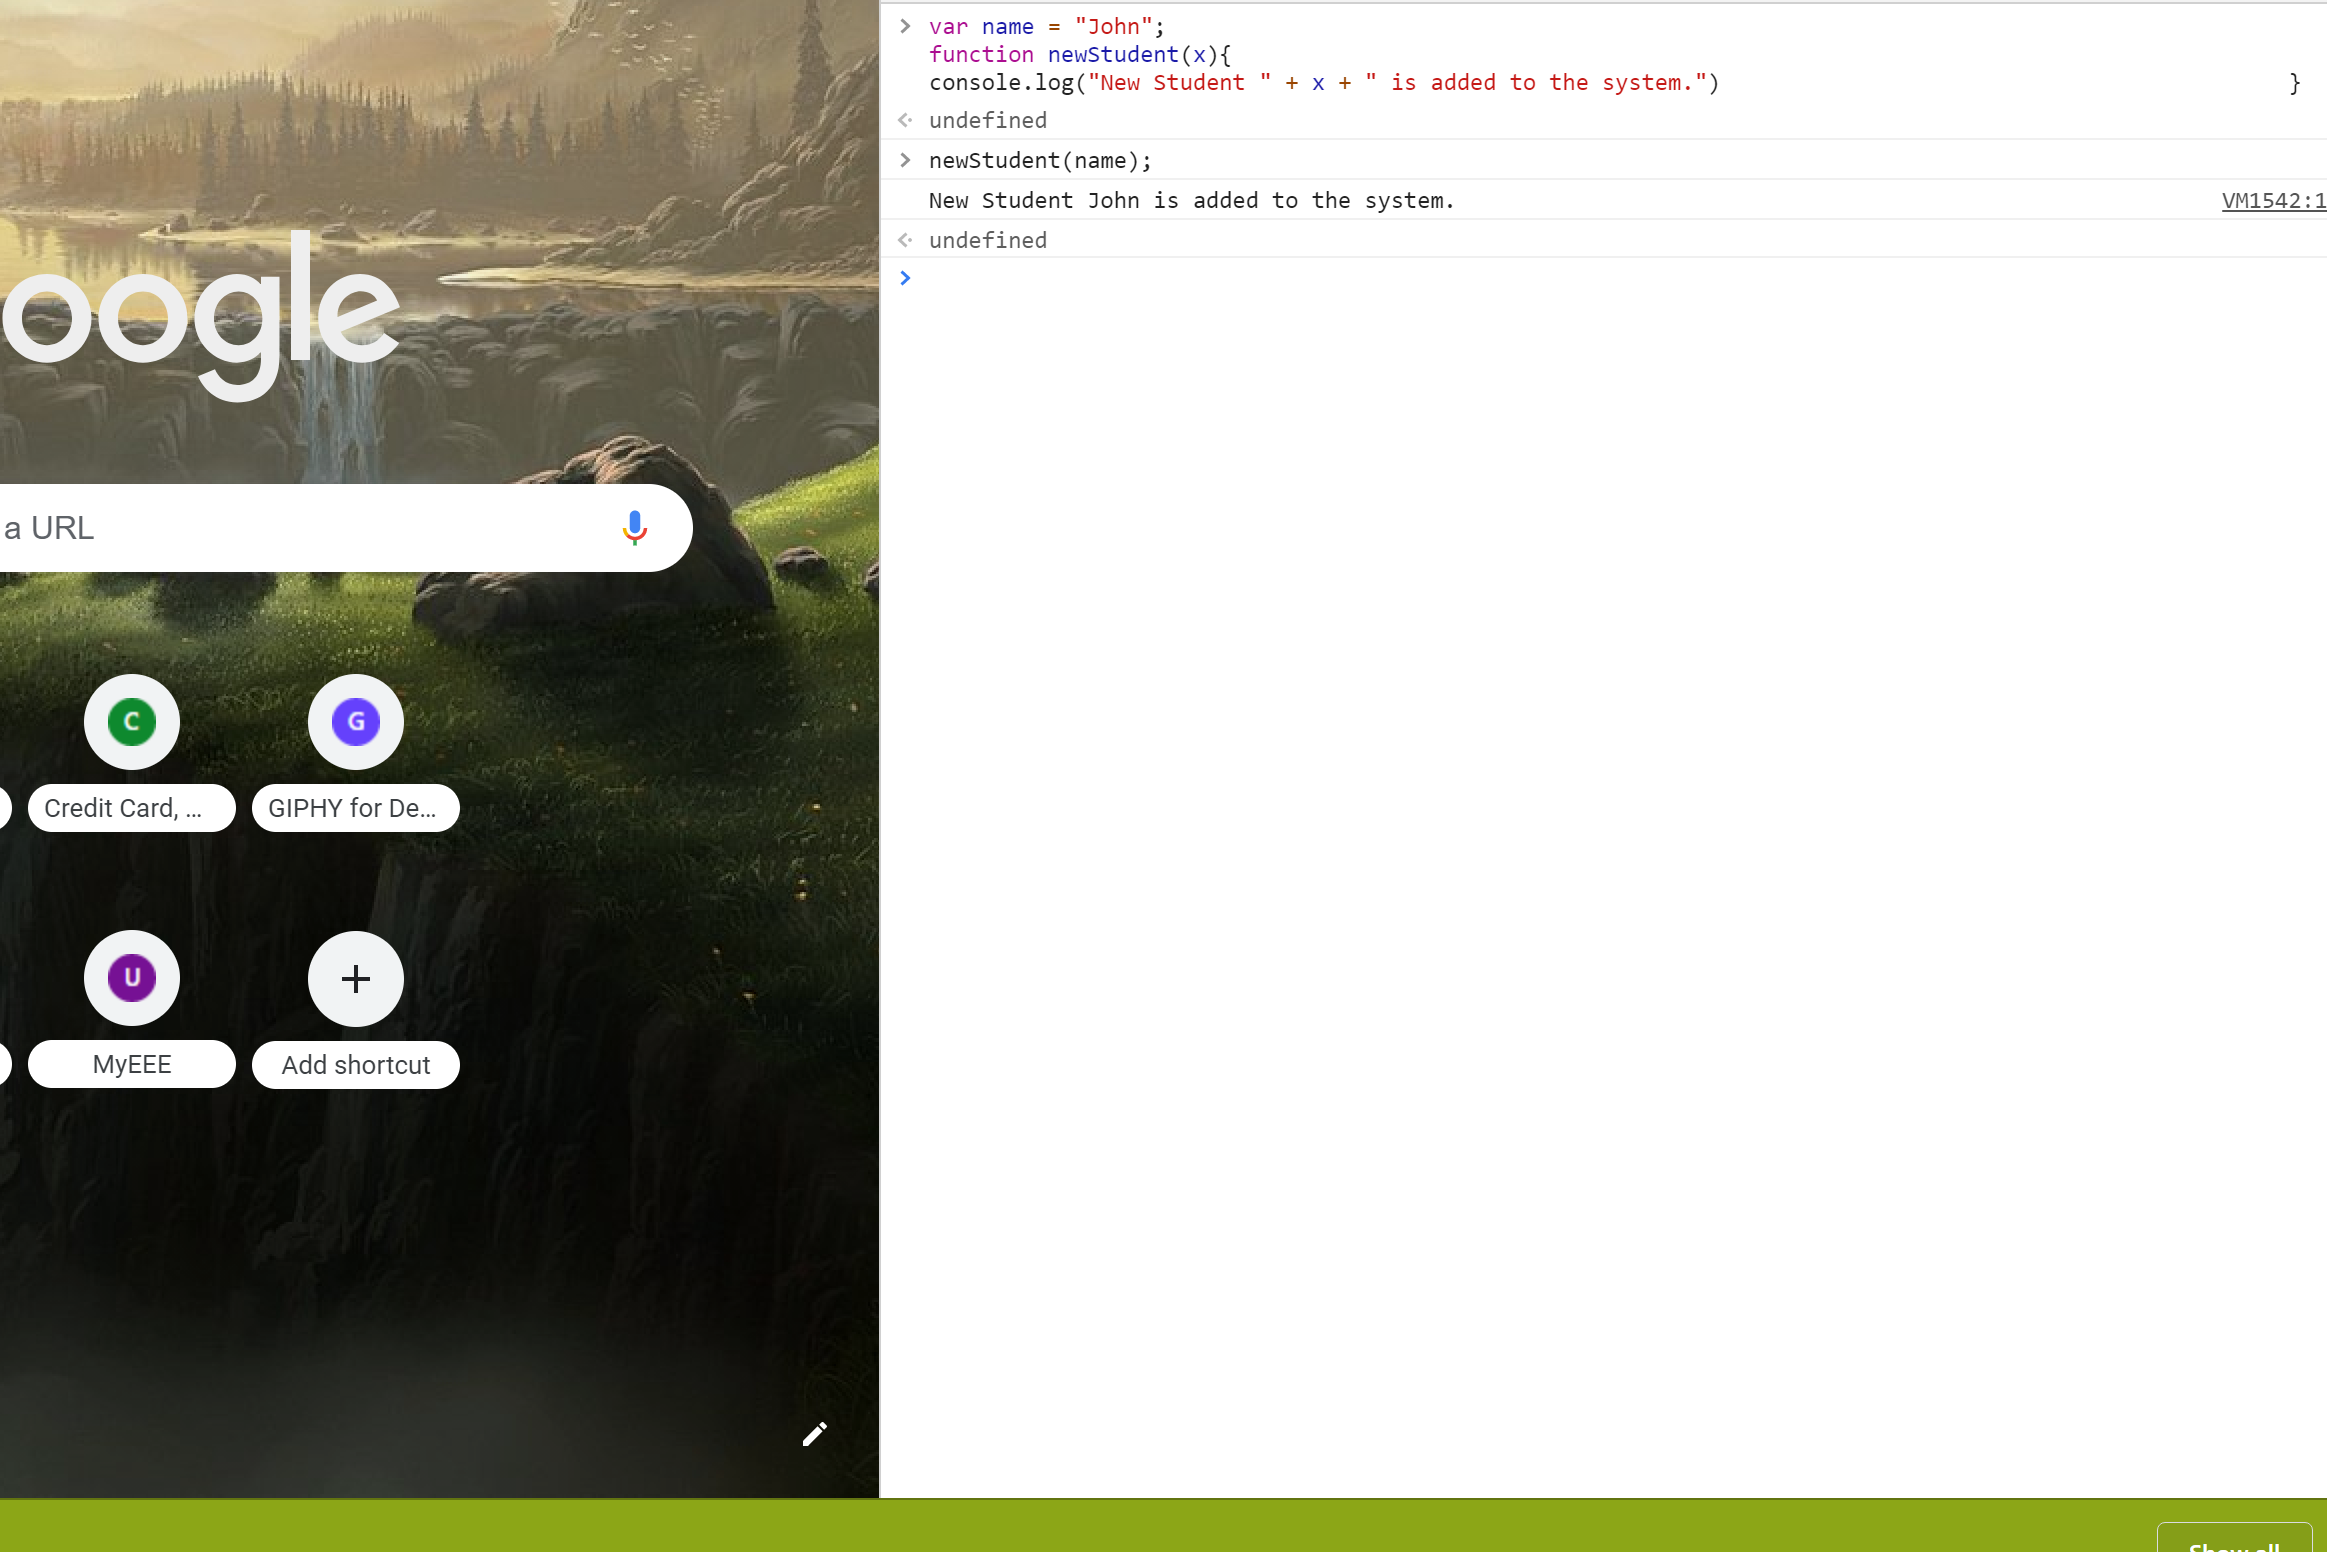 oogle
a URL
C
G
Credit Card, ...
GIPHY for De...
U
MyEEE
Add shortcut
var name = "John";
function newStudent(x){
console.log("New Student " + x + " is added to the system.") }
undefined
newStudent(name);
New Student John is added to the system. VM1542:1
undefined
Show all